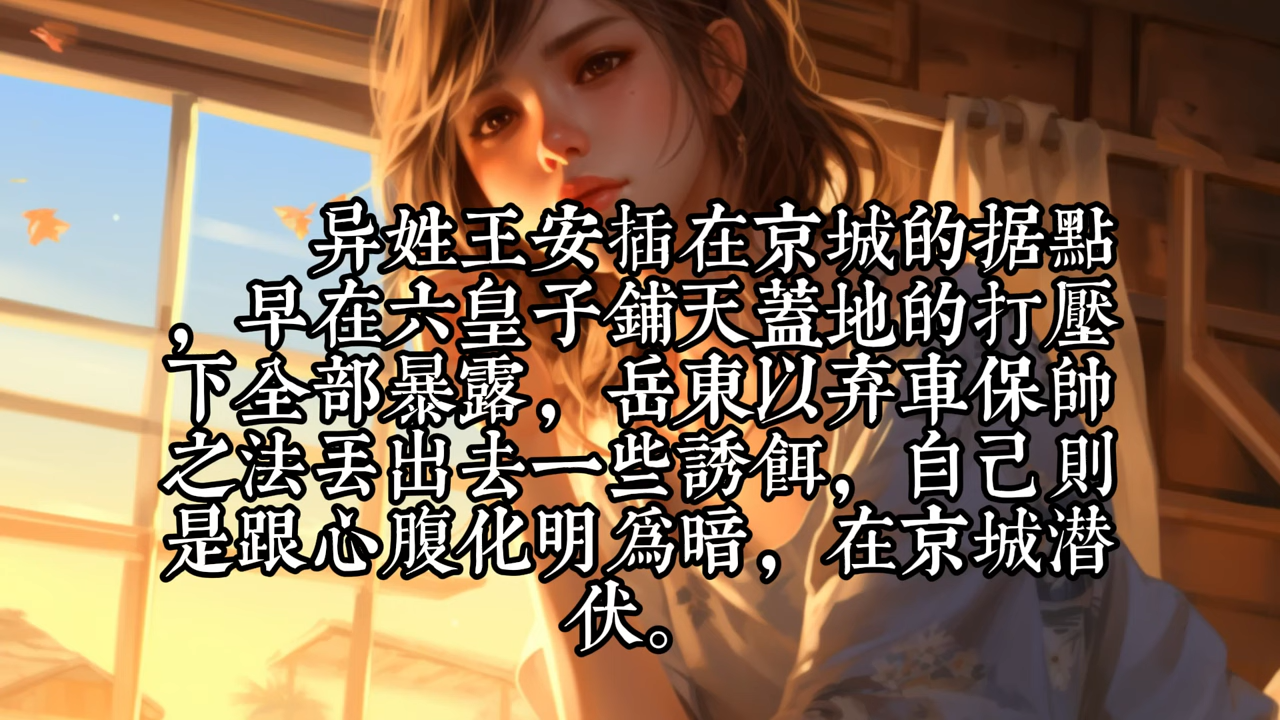 异姓王安插在京城的据點
，早在六皇子鋪天蓋地的打壓
下全部暴露，岳東以弃車保帥
之法丟出去一些誘餌，自己則
是跟心腹化明爲暗，在京城潜
伏。